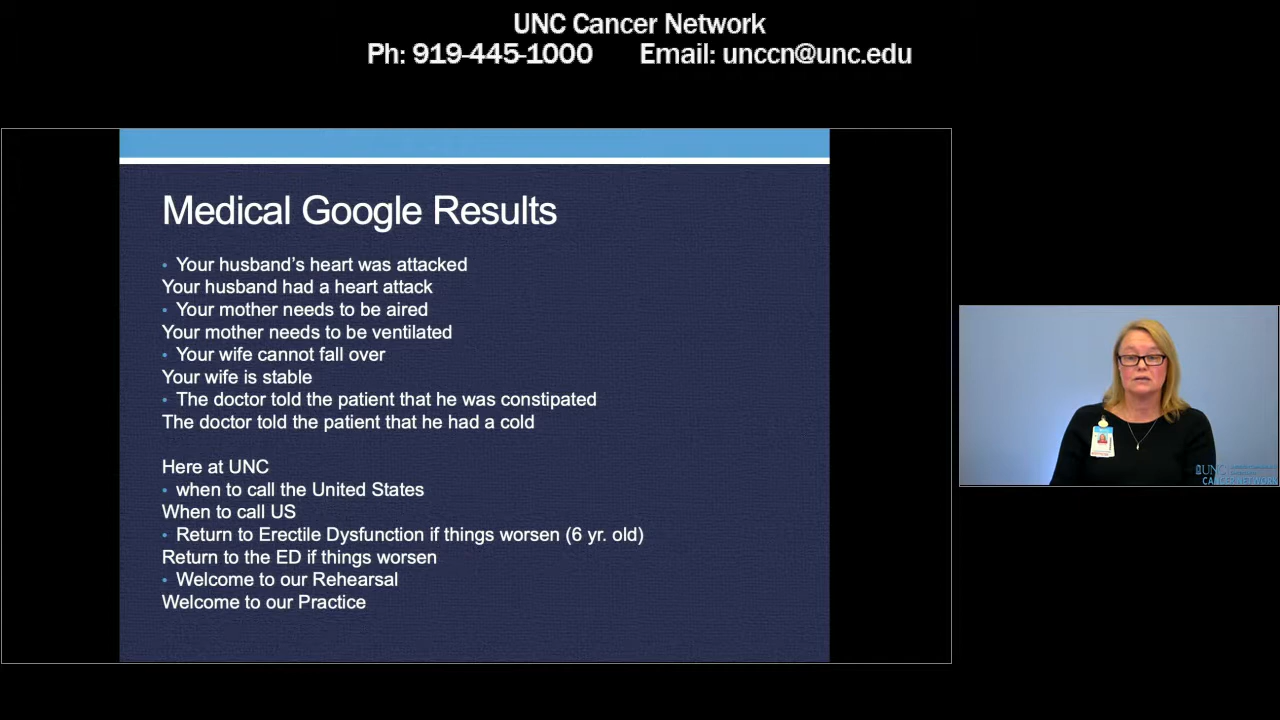 UNC Cancer Network
Ph: 919-445-1000 Email: unccn@unc.edu
Medical Google Results
• Your husband’s heart was attacked
Your husband had a heart attack
• Your mother needs to be aired
Your mother needs to be ventilated
• Your wife cannot fall over
Your wife is stable
• The doctor told the patient that he was constipated
The doctor told the patient that he had a cold
Here at UNC
• when to call the United States
When to call US
• Return to Erectile Dysfunction if things worsen (6 yr. old)
Return to the ED if things worsen
• Welcome to our Rehearsal
Welcome to our Practice
UNC
CANCER NETWORK